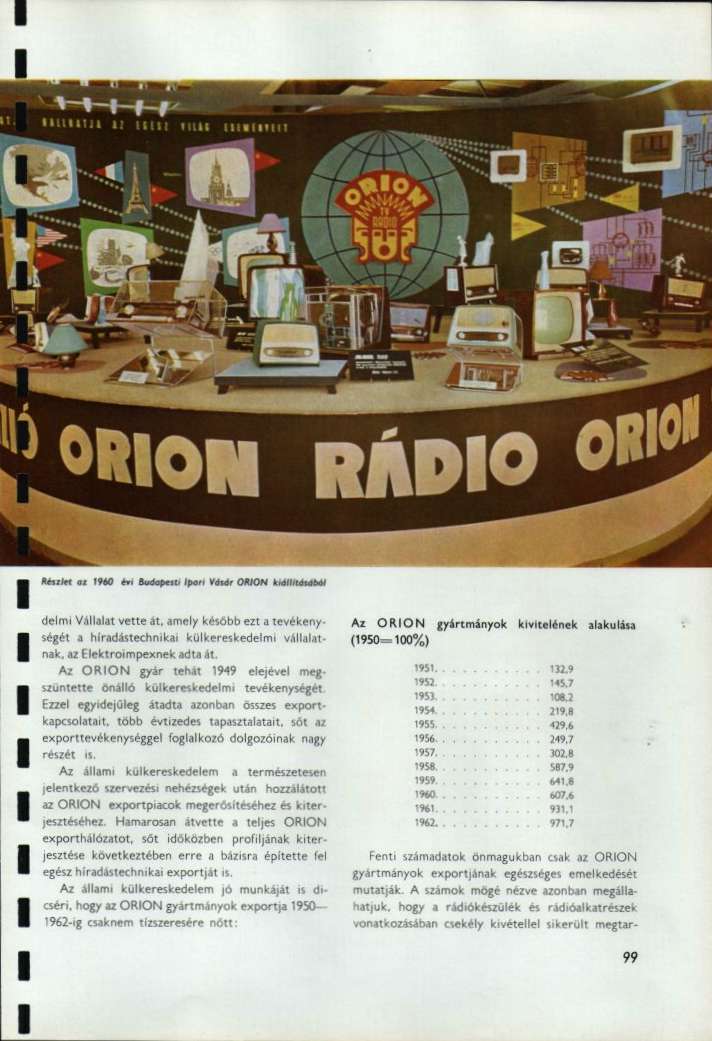 HALLHATJA AZ EGÉSZ VILÁG ESEMÉNYEIT
ORION
TV
RÁDIÓ
ORION RÁDIO ORION
Részlet az 1960 évi Budapesti Ipari Vásár ORION kiállításából
delmi Vállalat vette át, amely később ezt a tevékeny-
ségét a híradástechnikai külkereskedelmi vállalat-
nak, az Elektroimpexnek adta át.
Az ORION gyár tehát 1949 elejével meg-
szüntette önálló külkereskedelmi tevékenységét.
Ezzel egyidejűleg átadta azonban összes export-
kapcsolatait, több évtizedes tapasztalatait, sőt az
exporttevékenységgel foglalkozó dolgozóinak nagy
részét is.
Az állami külkereskedelem a természetesen
jelentkező szervezési nehézségek után hozzálátott
az ORION exportpiacok megerősítéséhez és kiter-
jesztéséhez. Hamarosan átvette a teljes ORION
exporthálózatot, sőt időközben profiljának kiter-
jesztése következtében erre a bázisra építette fel
egész híradástechnikai exportját is.
Az állami külkereskedelem jó munkáját is di-
cséri, hogy az ORION gyártmányok exportja 1950—
1962-ig csaknem tízszeresére nőtt:
Az ORION gyártmányok kivitelének alakulása
(1950=100%)
1951. . . . . . . . . . . 132,9
1952. . . . . . . . . . . 145,7
1953. . . . . . . . . . . 108,2
1954. . . . . . . . . . . 219,8
1955. . . . . . . . . . . 429,6
1956. . . . . . . . . . . 249,7
1957. . . . . . . . . . . 302,8
1958. . . . . . . . . . . 587,9
1959. . . . . . . . . . . 641,8
1960. . . . . . . . . . . 607,6
1961. . . . . . . . . . . 931,1
1962. . . . . . . . . . . 971,7
Fenti számadatok önmagukban csak az ORION
gyártmányok exportjának egészséges emelkedését
mutatják. A számok mögé nézve azonban megálla-
hatjuk, hogy a rádiókészülék és rádióalkatrészek
vonatkozásában csekély kivétellel sikerült megtar-
99